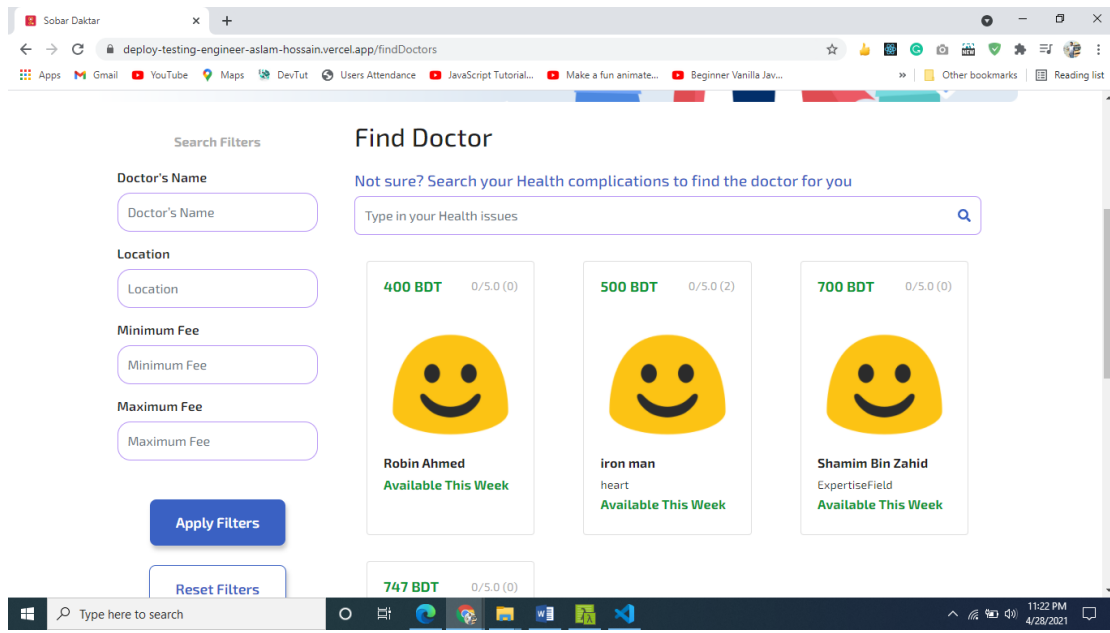 Sobar Daktar
deploy-testing-engineer-aslam-hossain.vercel.app/findDoctors
Apps Gmail YouTube Maps DevTut Users Attendance JavaScript Tutorial... Make a fun animate... Beginner Vanilla Jav... » Other bookmarks Reading list
Search Filters
Doctor's Name
Doctor's Name
Location
Location
Minimum Fee
Minimum Fee
Maximum Fee
Maximum Fee
Apply Filters
Reset Filters
Find Doctor
Not sure? Search your Health complications to find the doctor for you
Type in your Health issues
400 BDT 0/5.0 (0)
Robin Ahmed
Available This Week
500 BDT 0/5.0 (2)
iron man
heart
Available This Week
700 BDT 0/5.0 (0)
Shamim Bin Zahid
ExpertiseField
Available This Week
747 BDT 0/5.0 (0)
Type here to search
11:22 PM
4/28/2021